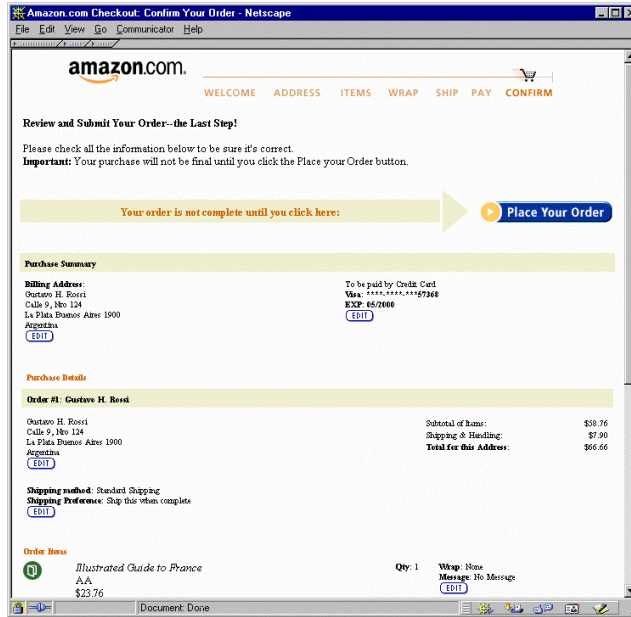 Amazon.com Checkout: Confirm Your Order - Netscape
File Edit View Go Communicator Help
amazon.com.
WELCOME ADDRESS ITEMS WRAP SHIP PAY CONFIRM
Review and Submit Your Order--the Last Step!
Please check all the information below to be sure it's correct.
Important: Your purchase will not be final until you click the Place your Order button.
Your order is not complete until you click here:
Place Your Order
Purchase Summary
Billing Address:
Gustavo H. Rossi
Calle 9, Nro 124
La Plata Buenos Aires 1900
Argentina
EDIT
To be paid by Credit Card
Visa: ****-****-***57368
EXP: 05/2000
EDIT
Purchase Details
Order #1: Gustavo H. Rossi
Gustavo H. Rossi
Calle 9, Nro 124
La Plata Buenos Aires 1900
Argentina
EDIT
Subtotal of Items: $58.76
Shipping & Handling: $7.90
Total for this Address: $66.66
Shipping method: Standard Shipping
Shipping Preference: Ship this when complete
EDIT
Order Items
Illustrated Guide to France
AA
$23.76
Qty: 1
Wrap: None
Message: No Message
EDIT
Document: Done